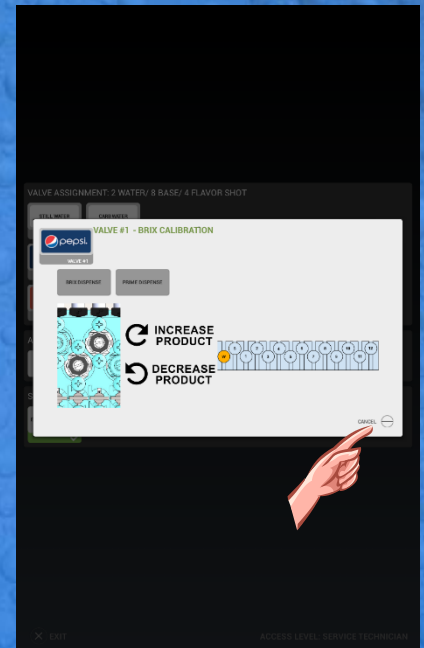 VALVE ASSIGNMENT: 2 WATER/ 8 BASE/ 4 FLAVOR SHOT
STILL WATER CARB WATER
VALVE #1 - BRIX CALIBRATION
pepsi
VALVE #1
BRIX DISPENSE PRIME DISPENSE
INCREASE
PRODUCT
DECREASE
PRODUCT
CANCEL
EXIT ACCESS LEVEL: SERVICE TECHNICIAN